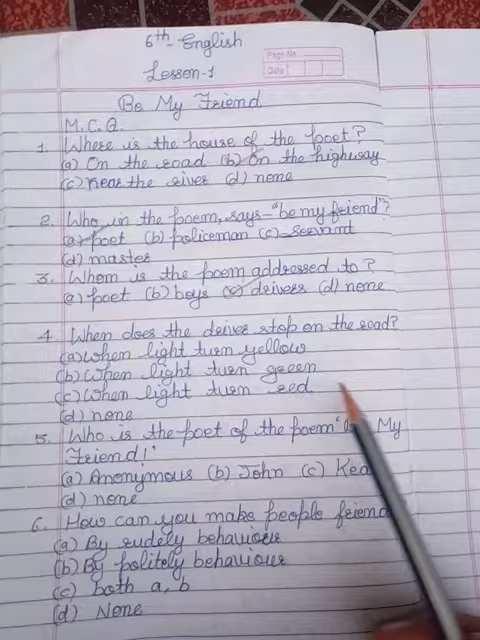 6th English
Page No.
Date
Lesson-1
Be My Friend
M.C.Q.
1. Where is the house of the poet?
(a) On the road (b) On the highway
(c) Near the river (d) none
2. Who in the poem, says-"be my friend"?
(a) poet (b) policeman (c) servant
(d) master
3. Whom is the poem addressed to?
(a) poet (b) boys (c) drivers (d) none
4. When does the driver stop on the road?
(a) When light turn yellow
(b) When light turn green
(c) When light turn red
(d) none
5. Who is the poet of the poem My
Friend!'
(a) Anonymous (b) John (c)
(d) none
6. How can you make people friend
(a) By rudely behaviour
(b) By politely behaviour
(c) both a, b
(d) None